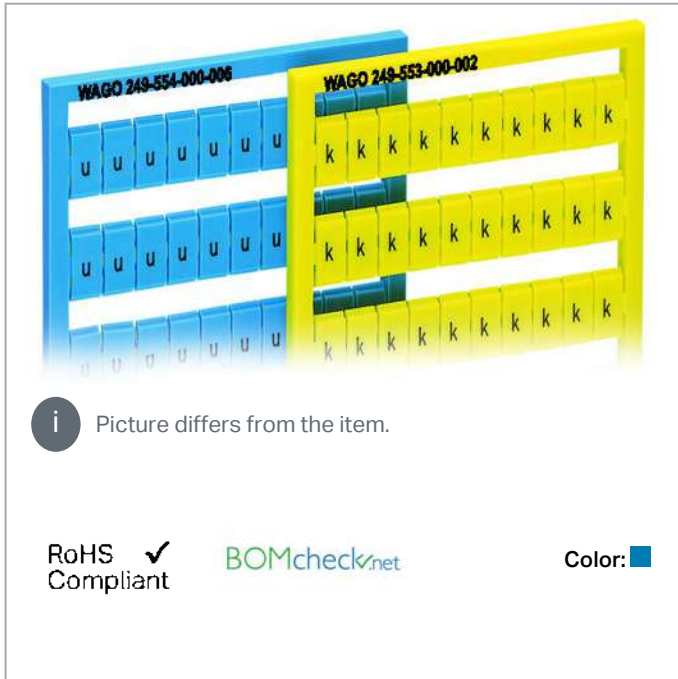 WAGO 249-554-000-006
WAGO 249-553-000-002
u u u u u u u
k k k k k k k k k k
u u u u u u u
k k k k k k k k k k
u u u u u u u
k k k k k k k k k k
i Picture differs from the item.
RoHS ✓
Compliant
BOMcheck.net
Color: